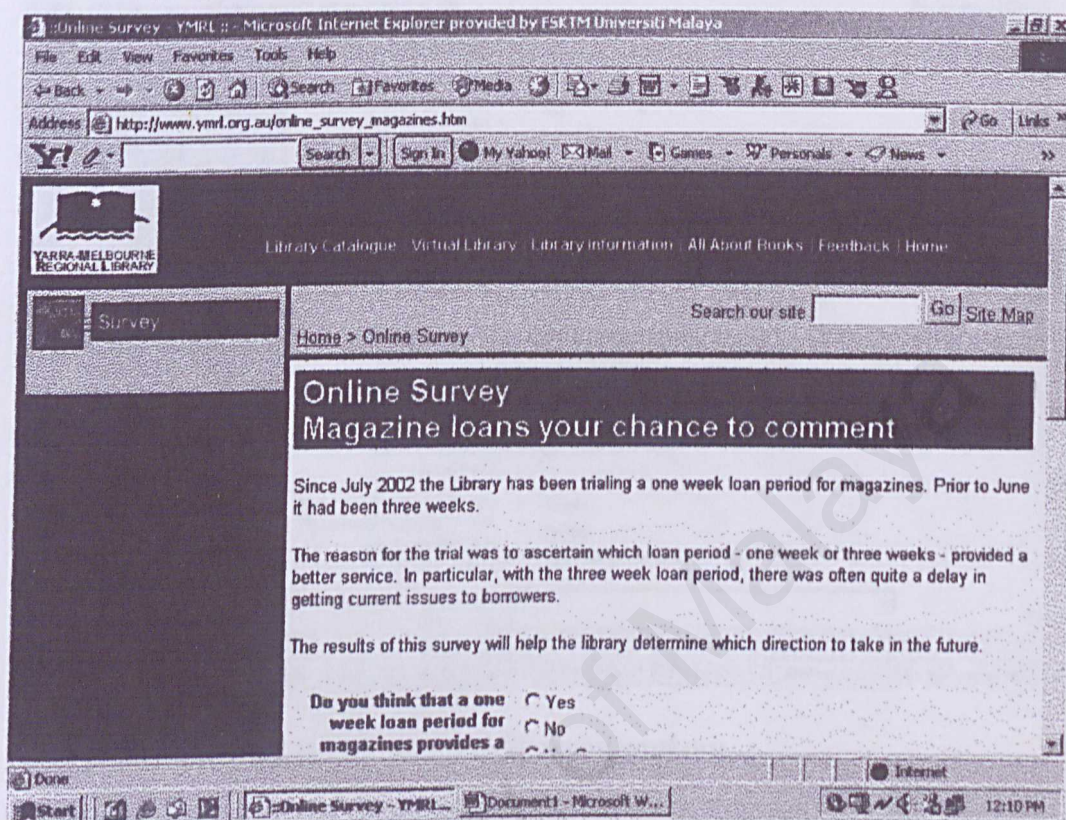 ::Online Survey - YMRL :: - Microsoft Internet Explorer provided by FSKTM Universiti Malaya
File Edit View Favorites Tools Help
Back Search Favorites Media
Address http://www.ymrl.org.au/online_survey_magazines.htm Go Links
Y! Search Sign In My Yahoo! Mail Games Personals News
YARRA-MELBOURNE
REGIONAL LIBRARY
Library Catalogue Virtual Library Library information All About Books Feedback Home
Survey
Search our site Go Site Map
Home > Online Survey
Online Survey
Magazine loans your chance to comment
Since July 2002 the Library has been trialing a one week loan period for magazines. Prior to June
it had been three weeks.
The reason for the trial was to ascertain which loan period - one week or three weeks - provided a
better service. In particular, with the three week loan period, there was often quite a delay in
getting current issues to borrowers.
The results of this survey will help the library determine which direction to take in the future.
Do you think that a one Yes
week loan period for No
magazines provides a
Done Internet
Start ::Online Survey - YMRL... Document1 - Microsoft W... 12:10 PM
of Malaya